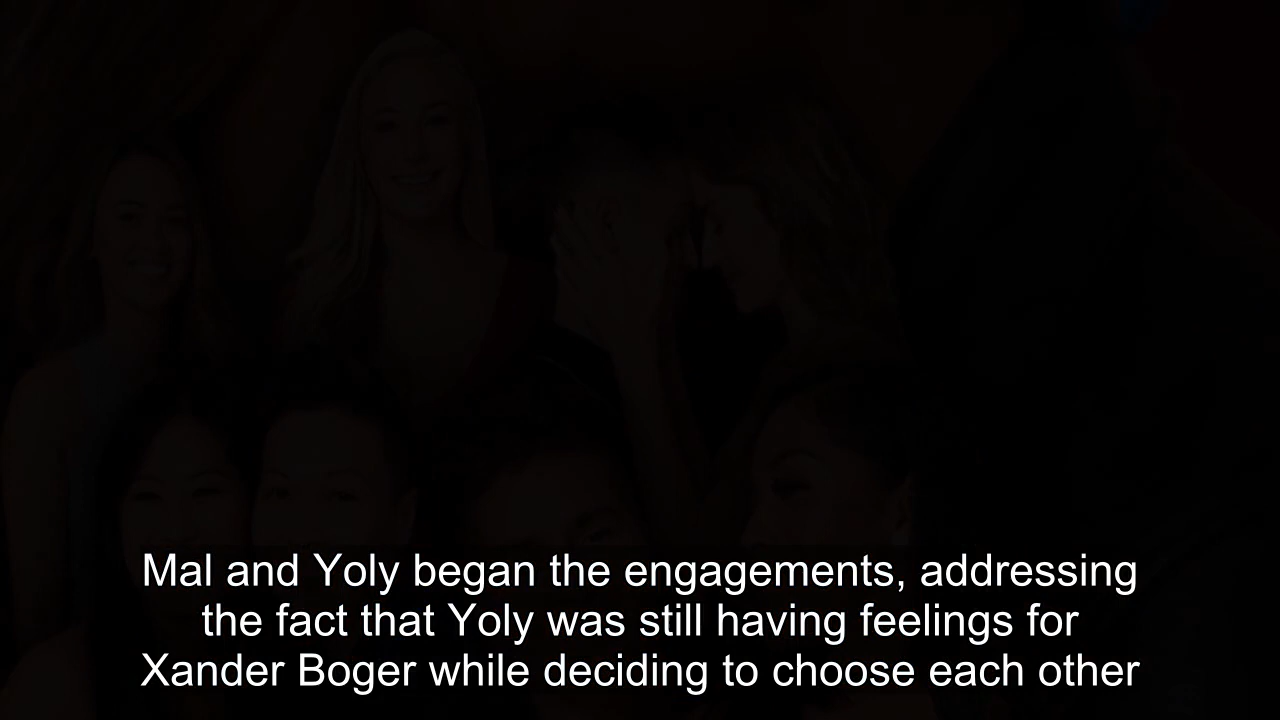 Mal and Yoly began the engagements, addressing
the fact that Yoly was still having feelings for
Xander Boger while deciding to choose each other